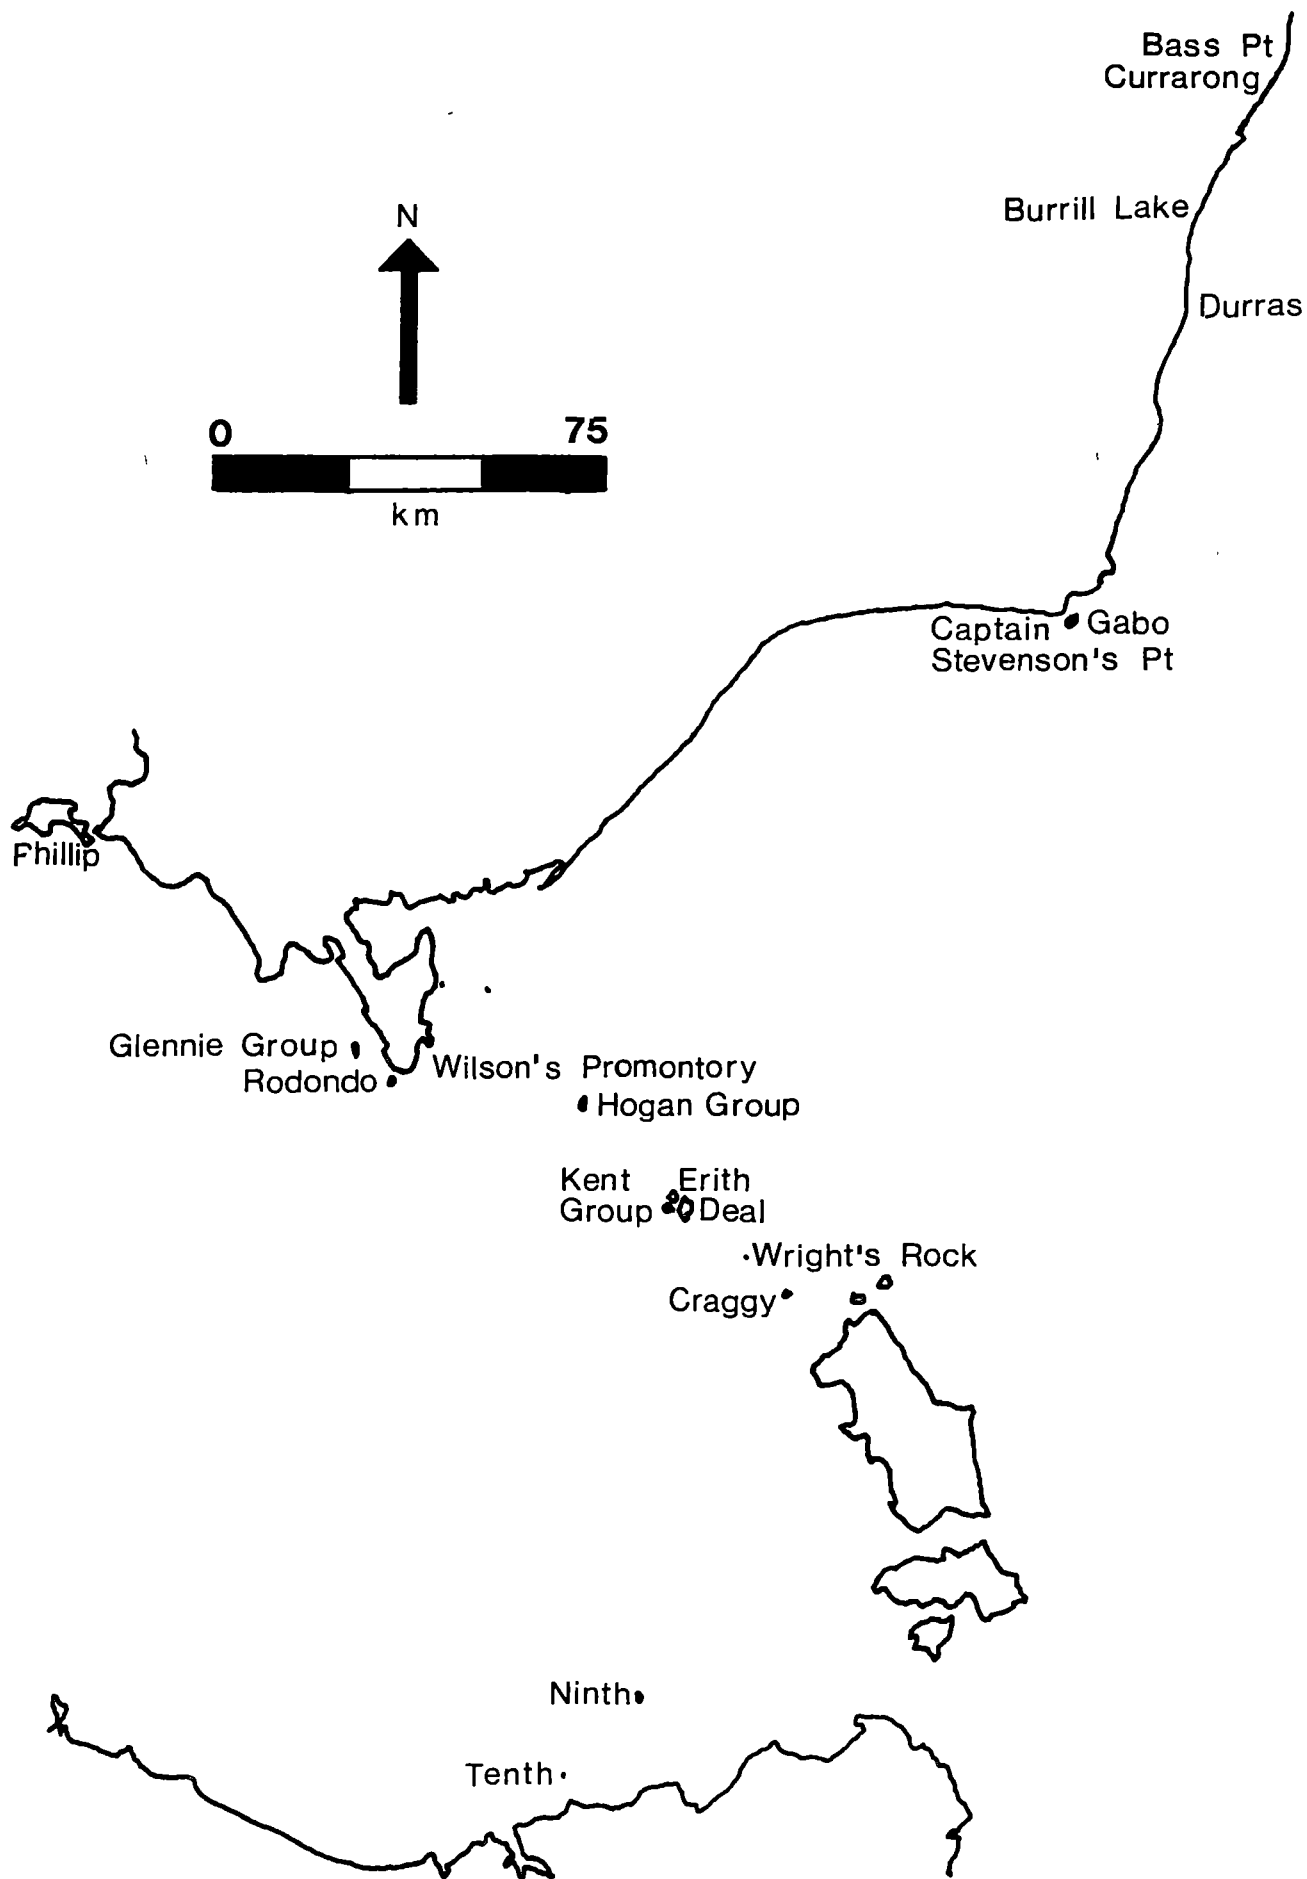 Bass Pt
Currarong
Burrill Lake
Durras
N
0 75
km
Captain Gabo
Stevenson's Pt
Fhillip
Glennie Group
Rodondo
Wilson's Promontory
Hogan Group
Kent Erith
Group Deal
Wright's Rock
Craggy
Ninth
Tenth